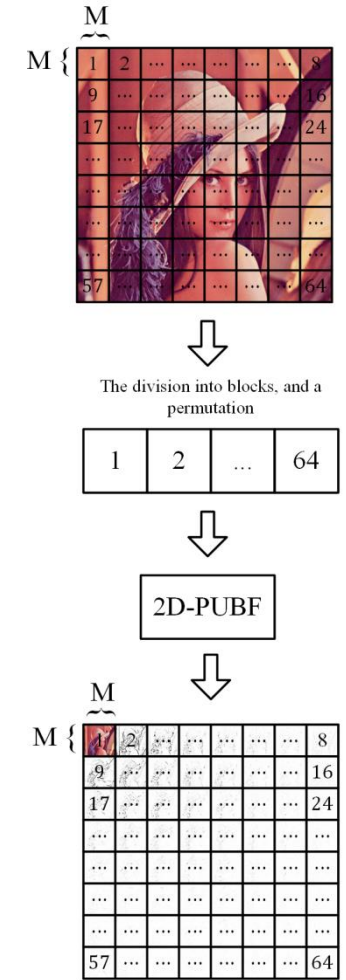 M
M { 1 2 ... ... ... ... ... 8
9 ... ... ... ... ... ... 16
17 ... ... ... ... ... ... 24
... ... ... ... ... ... ... ...
... ... ... ... ... ... ... ...
... ... ... ... ... ... ... ...
... ... ... ... ... ... ... ...
57 ... ... ... ... ... ... 64
The division into blocks, and a
permutation
1 2 ... 64
2D-PUBF
M
M { 1 2 ... ... ... ... ... 8
9 ... ... ... ... ... ... 16
17 ... ... ... ... ... ... 24
... ... ... ... ... ... ... ...
... ... ... ... ... ... ... ...
... ... ... ... ... ... ... ...
... ... ... ... ... ... ... ...
57 ... ... ... ... ... ... 64